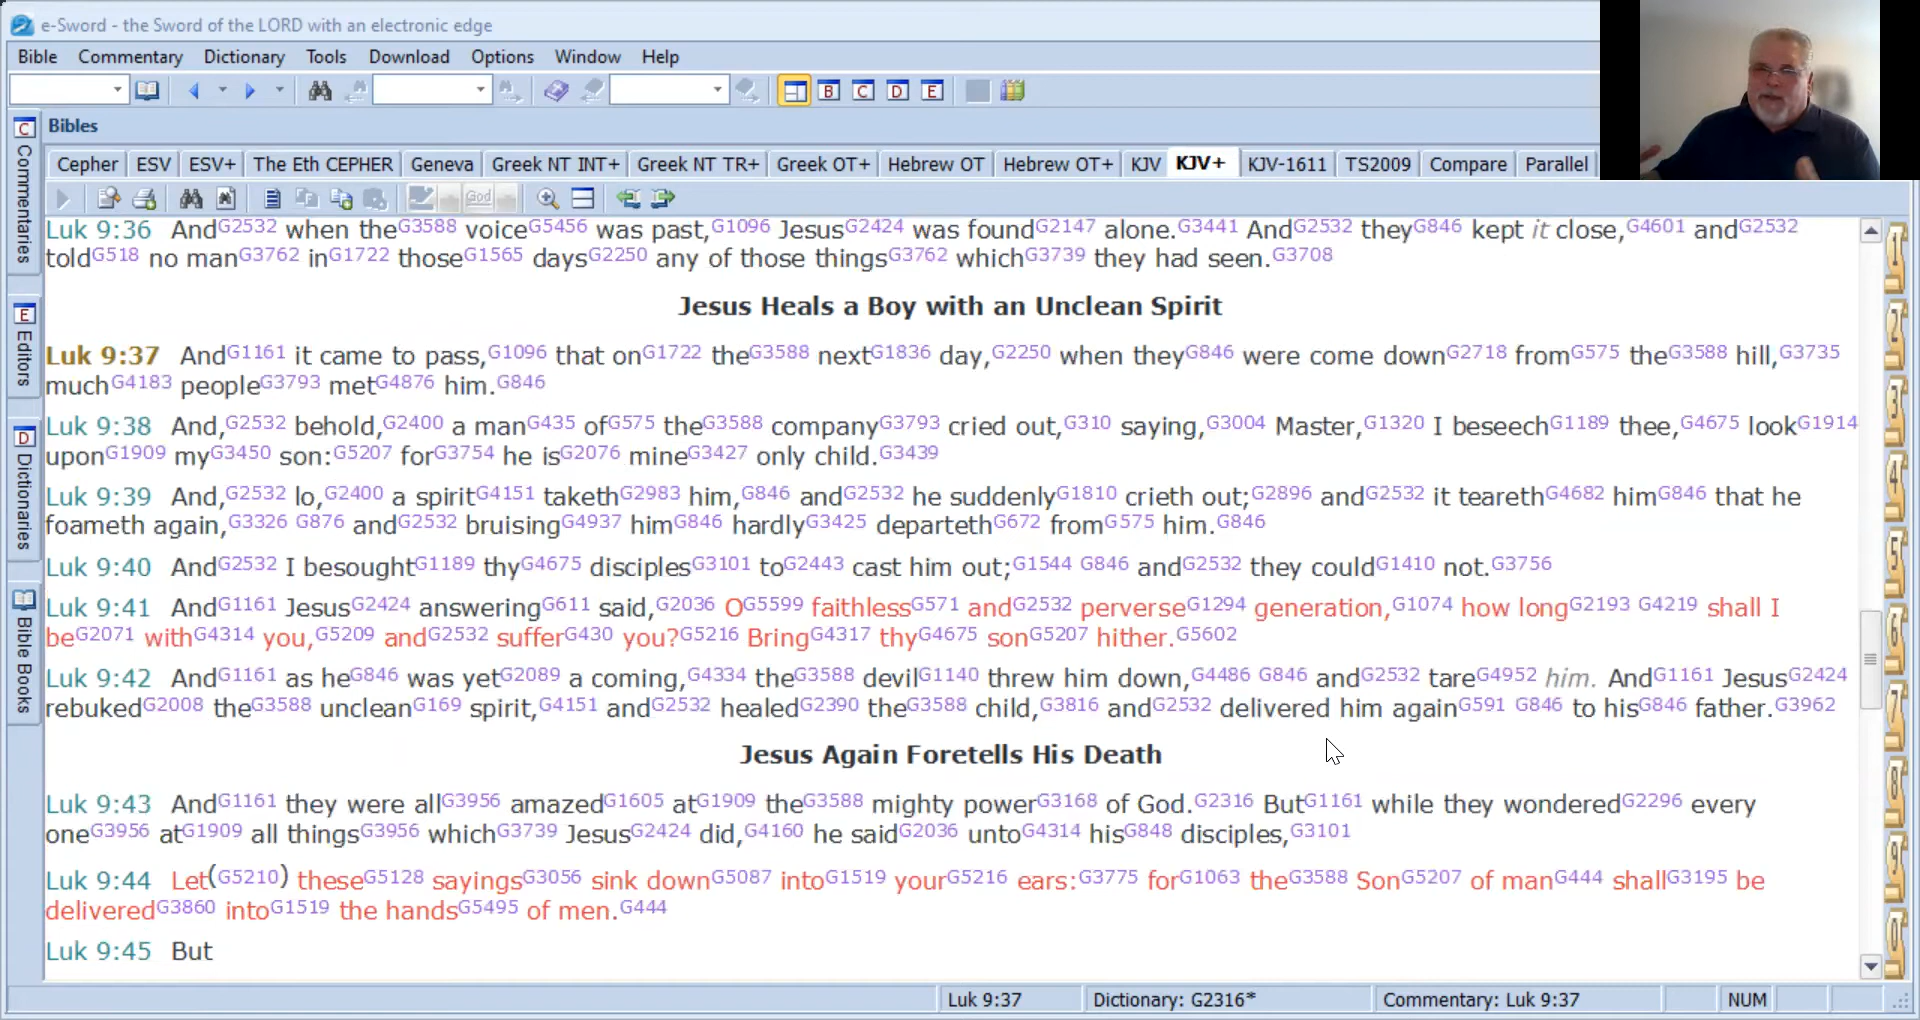 e-Sword - the Sword of the LORD with an electronic edge
Bible Commentary Dictionary Tools Download Options Window Help
B C D E
Bibles
Cepher ESV ESV+ The Eth CEPHER Geneva Greek NT INT+ Greek NT TR+ Greek OT+ Hebrew OT Hebrew OT+ KJV KJV+ KJV-1611 TS2009 Compare Parallel
God
C Commentaries
E Editors
D Dictionaries
Bible Books
Luk 9:36 AndG2532 when theG3588 voiceG5456 was past,G1096 JesusG2424 was foundG2147 alone.G3441 AndG2532 theyG846 kept it close,G4601 andG2532
toldG518 no manG3762 inG1722 thoseG1565 daysG2250 any of those thingsG3762 whichG3739 they had seen.G3708
Jesus Heals a Boy with an Unclean Spirit
Luk 9:37 AndG1161 it came to pass,G1096 that onG1722 theG3588 nextG1836 day,G2250 when theyG846 were come downG2718 fromG575 theG3588 hill,G3735
muchG4183 peopleG3793 metG4876 him.G846
Luk 9:38 And,G2532 behold,G2400 a manG435 ofG575 theG3588 companyG3793 cried out,G310 saying,G3004 Master,G1320 I beseechG1189 thee,G4675 lookG1914
uponG1909 myG3450 son:G5207 forG3754 he isG2076 mineG3427 only child.G3439
Luk 9:39 And,G2532 lo,G2400 a spiritG4151 takethG2983 him,G846 andG2532 he suddenlyG1810 crieth out;G2896 andG2532 it tearethG4682 himG846 that he
foameth again,G3326 G876 andG2532 bruisingG4937 himG846 hardlyG3425 departethG672 fromG575 him.G846
Luk 9:40 AndG2532 I besoughtG1189 thyG4675 disciplesG3101 toG2443 cast him out;G1544 G846 andG2532 they couldG1410 not.G3756
Luk 9:41 AndG1161 JesusG2424 answeringG611 said,G2036 OG5599 faithlessG571 andG2532 perverseG1294 generation,G1074 how longG2193 G4219 shall I
beG2071 withG4314 you,G5209 andG2532 sufferG430 you?G5216 BringG4317 thyG4675 sonG5207 hither.G5602
Luk 9:42 AndG1161 as heG846 was yetG2089 a coming,G4334 theG3588 devilG1140 threw him down,G4486 G846 andG2532 tareG4952 him. AndG1161 JesusG2424
rebukedG2008 theG3588 uncleanG169 spirit,G4151 andG2532 healedG2390 theG3588 child,G3816 andG2532 delivered him againG591 G846 to hisG846 father.G3962
Jesus Again Foretells His Death
Luk 9:43 AndG1161 they were allG3956 amazedG1605 atG1909 theG3588 mighty powerG3168 of God.G2316 ButG1161 while they wonderedG2296 every
oneG3956 atG1909 all thingsG3956 whichG3739 JesusG2424 did,G4160 he saidG2036 untoG4314 hisG848 disciples,G3101
Luk 9:44 Let(G5210) theseG5128 sayingsG3056 sink downG5087 intoG1519 yourG5216 ears:G3775 forG1063 theG3588 SonG5207 of manG444 shallG3195 be
deliveredG3860 intoG1519 the handsG5495 of men.G444
Luk 9:45 But
1
2
3
4
5
6
7
8
9
0
Luk 9:37 Dictionary: G2316* Commentary: Luk 9:37 NUM